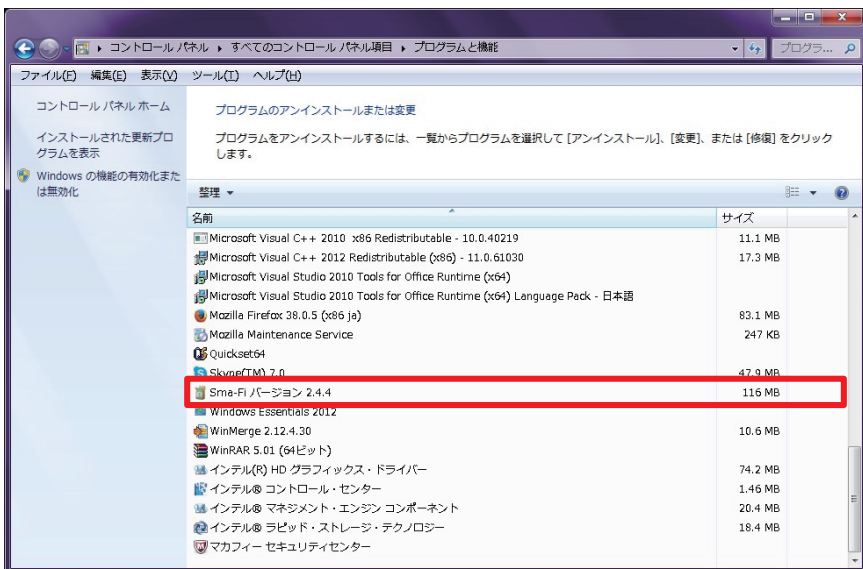 コントロール パネル ▸ すべてのコントロール パネル項目 ▸ プログラムと機能
プログラ...
ファイル(F) 編集(E) 表示(V) ツール(T) ヘルプ(H)
コントロール パネル ホーム
インストールされた更新プロ
グラムを表示
Windows の機能の有効化また
は無効化
プログラムのアンインストールまたは変更
プログラムをアンインストールするには、一覧からプログラムを選択して [アンインストール]、[変更]、または [修復] をクリック
します。
整理
名前 サイズ
Microsoft Visual C++ 2010 x86 Redistributable - 10.0.40219 11.1 MB
Microsoft Visual C++ 2012 Redistributable (x86) - 11.0.61030 17.3 MB
Microsoft Visual Studio 2010 Tools for Office Runtime (x64)
Microsoft Visual Studio 2010 Tools for Office Runtime (x64) Language Pack - 日本語
Mozilla Firefox 38.0.5 (x86 ja) 83.1 MB
Mozilla Maintenance Service 247 KB
Quickset64
Skype(TM) 7.0 47.9 MB
Sma-Fi バージョン 2.4.4 116 MB
Windows Essentials 2012
WinMerge 2.12.4.30 10.6 MB
WinRAR 5.01 (64ビット)
インテル(R) HD グラフィックス・ドライバー 74.2 MB
インテル® コントロール・センター 1.46 MB
インテル® マネジメント・エンジン コンポーネント 20.4 MB
インテル® ラピッド・ストレージ・テクノロジー 18.4 MB
マカフィー セキュリティセンター